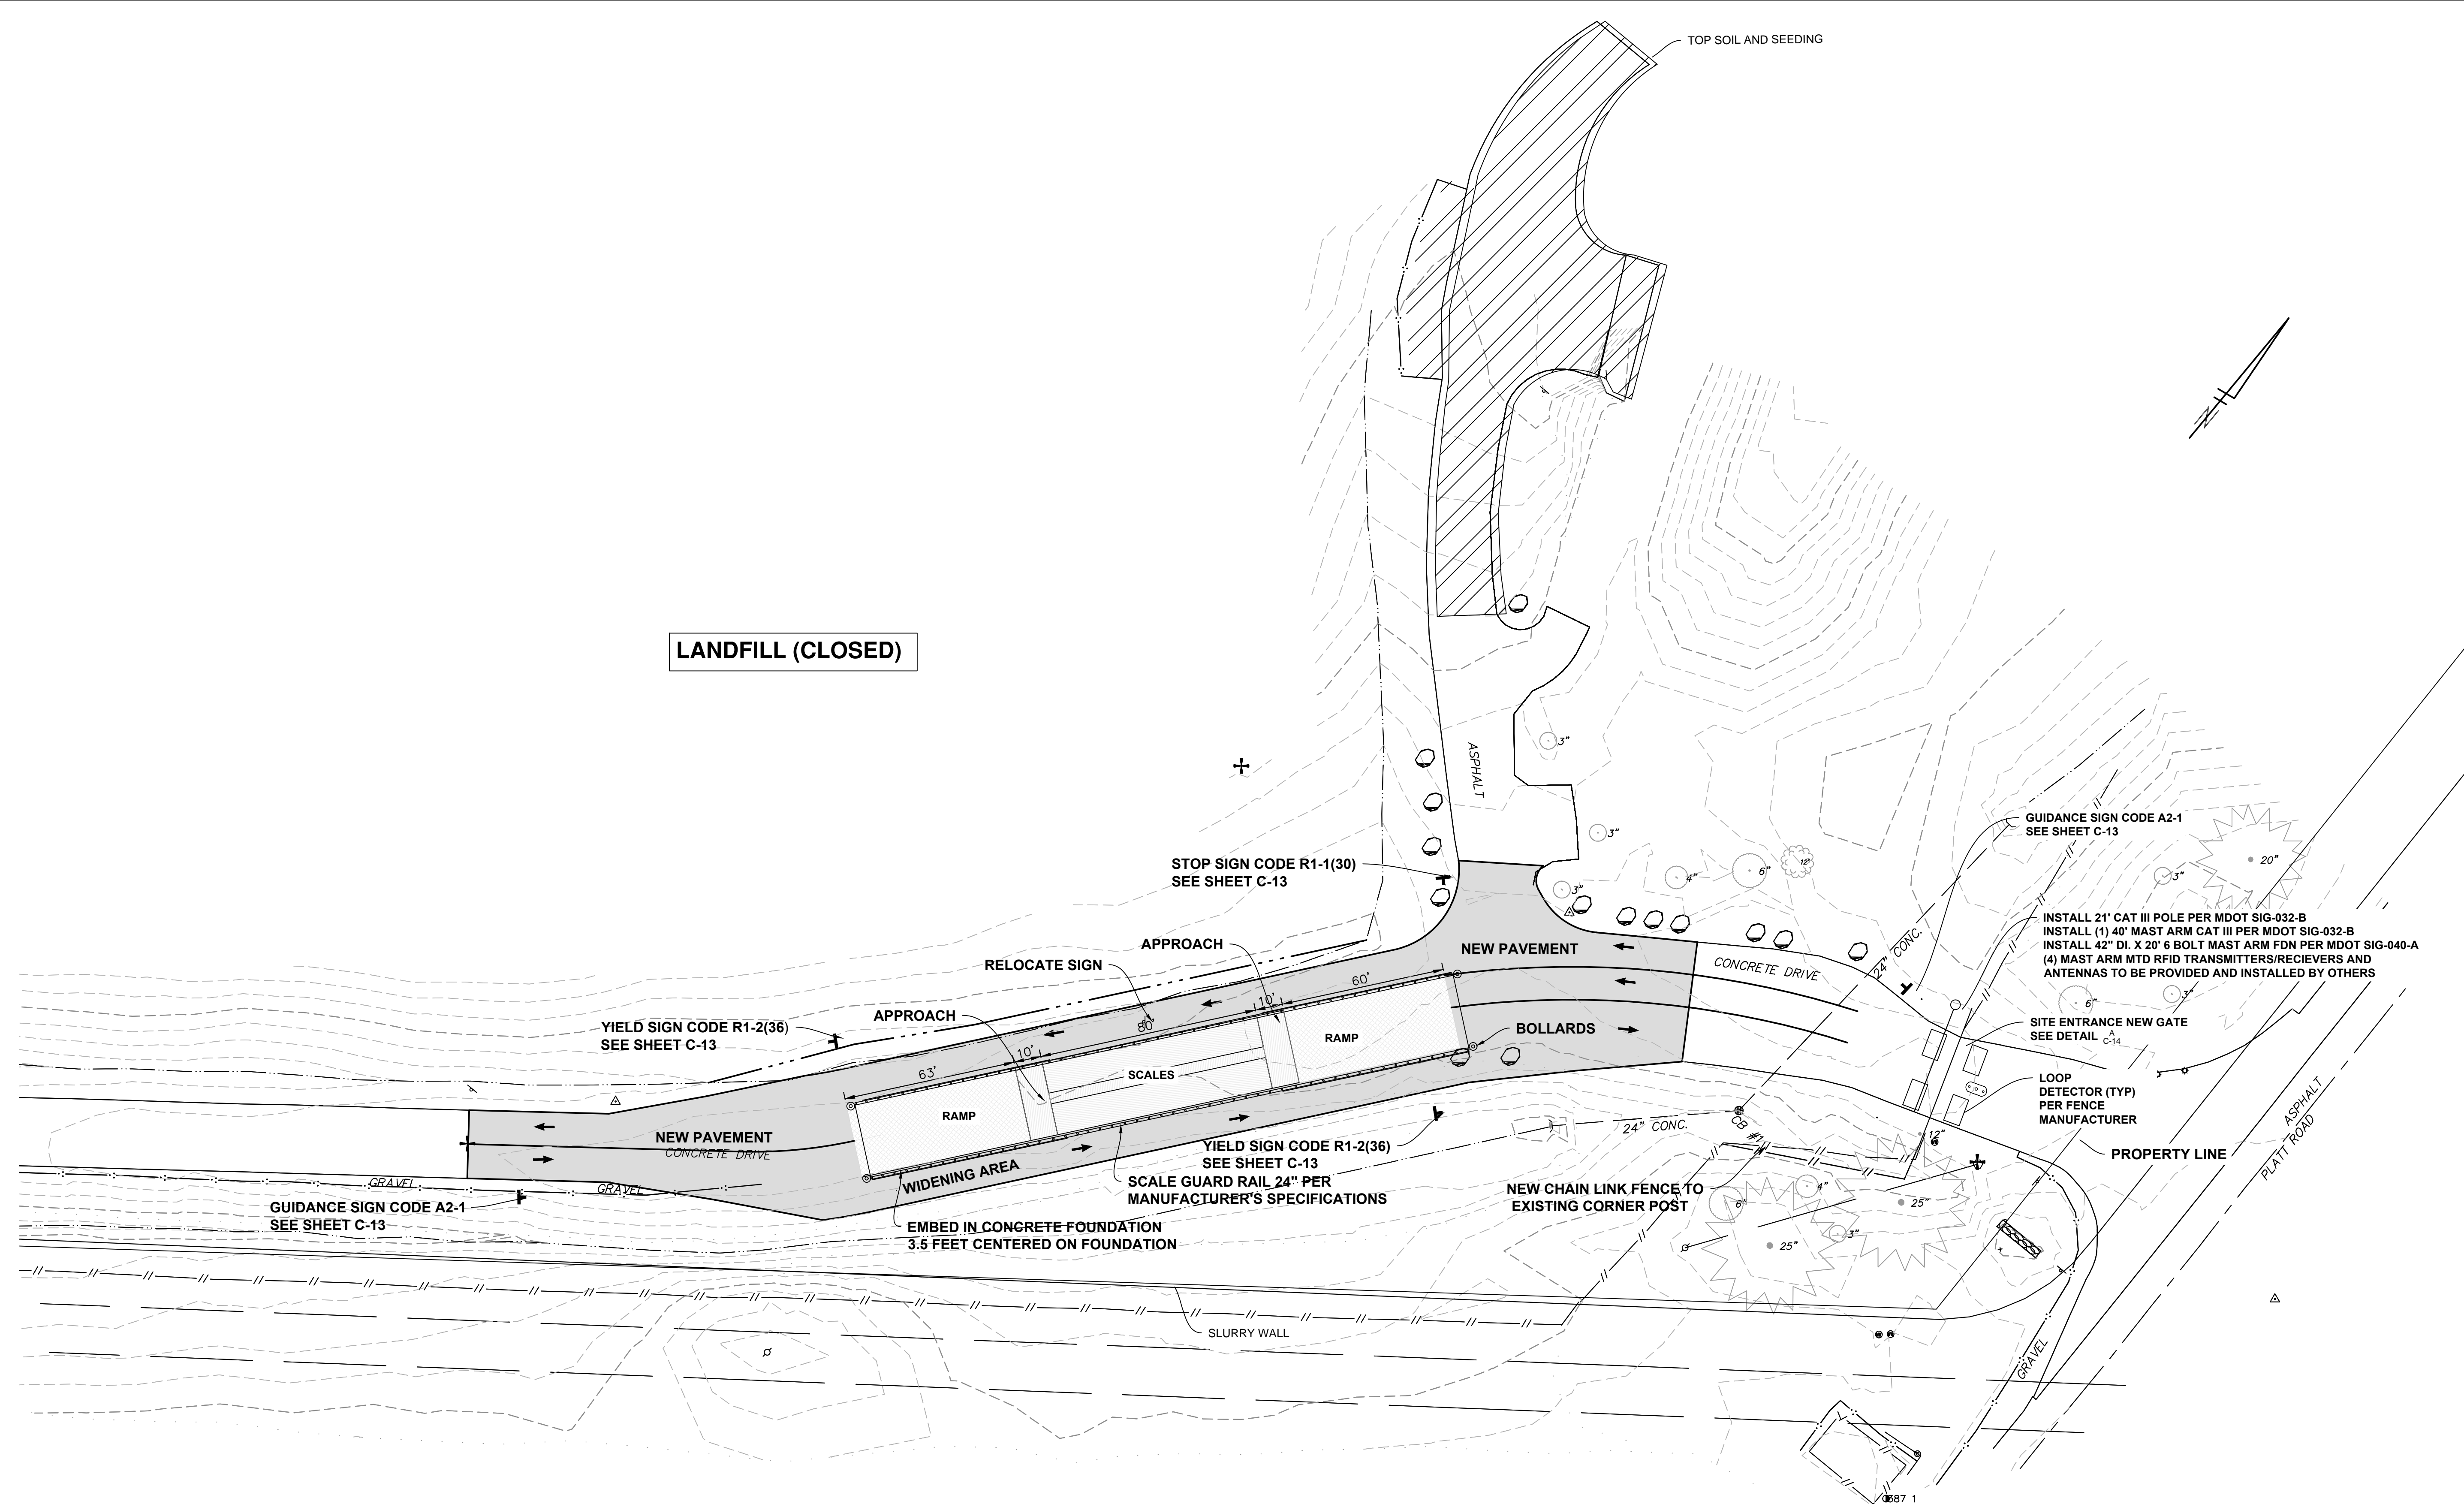 TOP SOIL AND SEEDING
LANDFILL (CLOSED)
ASPHALT
3"
3"
3"
4"
6"
12"
GUIDANCE SIGN CODE A2-1
SEE SHEET C-13
20"
3"
STOP SIGN CODE R1-1(30)
SEE SHEET C-13
INSTALL 21' CAT III POLE PER MDOT SIG-032-B
INSTALL (1) 40' MAST ARM CAT III PER MDOT SIG-032-B
INSTALL 42" DI. X 20' 6 BOLT MAST ARM FDN PER MDOT SIG-040-A
(4) MAST ARM MTD RFID TRANSMITTERS/RECIEVERS AND
ANTENNAS TO BE PROVIDED AND INSTALLED BY OTHERS
24" CONC.
APPROACH
NEW PAVEMENT
RELOCATE SIGN
CONCRETE DRIVE
60'
10'
80'
6"
3"
APPROACH
YIELD SIGN CODE R1-2(36)
SEE SHEET C-13
BOLLARDS
SITE ENTRANCE NEW GATE
SEE DETAIL A
C-14
RAMP
10'
63'
SCALES
LOOP
DETECTOR (TYP)
PER FENCE
MANUFACTURER
ASPHALT
PLATT ROAD
RAMP
24" CONC.
CB #1
12"
NEW PAVEMENT
CONCRETE DRIVE
YIELD SIGN CODE R1-2(36)
SEE SHEET C-13
PROPERTY LINE
WIDENING AREA
SCALE GUARD RAIL 24" PER
MANUFACTURER'S SPECIFICATIONS
GRAVEL
GRAVEL
NEW CHAIN LINK FENCE TO
EXISTING CORNER POST
4"
6"
25"
3"
25"
GUIDANCE SIGN CODE A2-1
SEE SHEET C-13
EMBED IN CONCRETE FOUNDATION
3.5 FEET CENTERED ON FOUNDATION
SLURRY WALL
GRAVEL